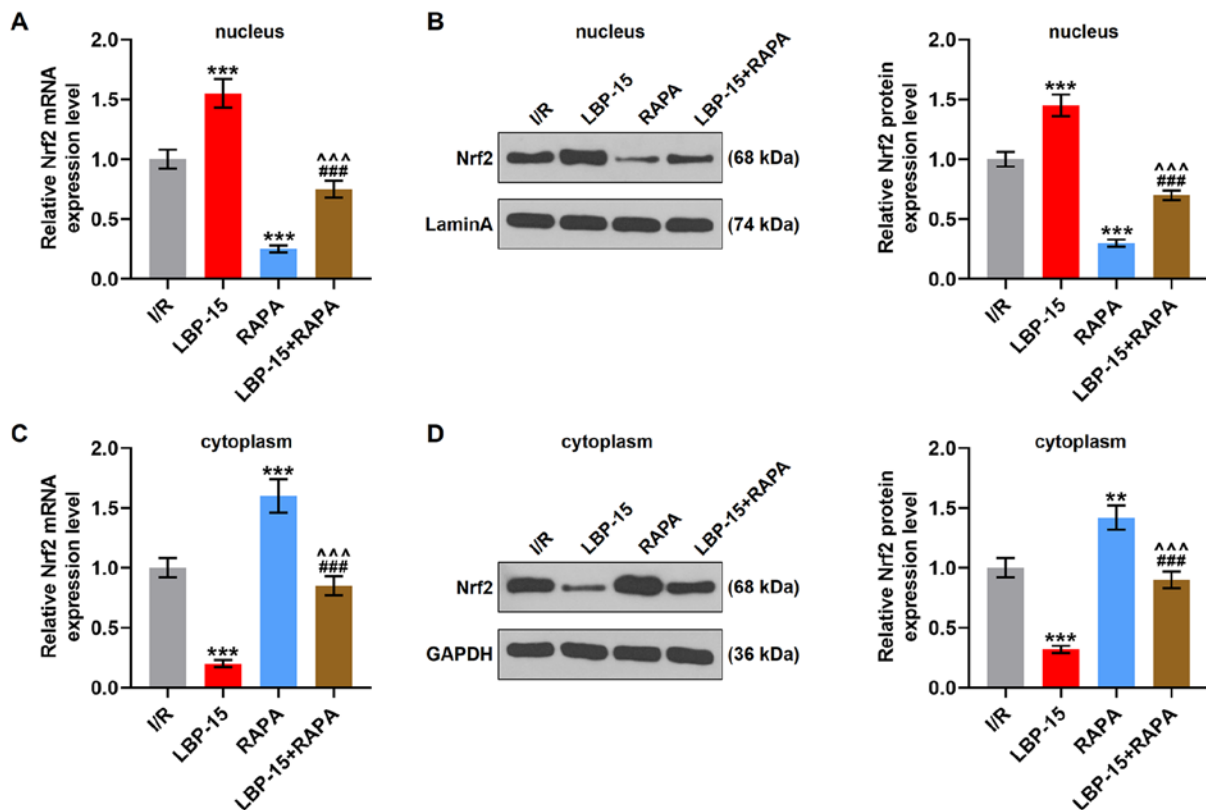 A
nucleus
Relative Nrf2 mRNA
expression level
2.0
1.5
1.0
0.5
0.0
***
***
^^^
###
I/R
LBP-15
RAPA
LBP-15+RAPA
B
nucleus
I/R
LBP-15
RAPA
LBP-15+RAPA
Nrf2
(68 kDa)
LaminA
(74 kDa)
nucleus
Relative Nrf2 protein
expression level
2.0
1.5
1.0
0.5
0.0
***
***
^^^
###
I/R
LBP-15
RAPA
LBP-15+RAPA
C
cytoplasm
Relative Nrf2 mRNA
expression level
2.0
1.5
1.0
0.5
0.0
***
***
^^^
###
I/R
LBP-15
RAPA
LBP-15+RAPA
D
cytoplasm
I/R
LBP-15
RAPA
LBP-15+RAPA
Nrf2
(68 kDa)
GAPDH
(36 kDa)
cytoplasm
Relative Nrf2 protein
expression level
2.0
1.5
1.0
0.5
0.0
***
**
^^^
###
I/R
LBP-15
RAPA
LBP-15+RAPA